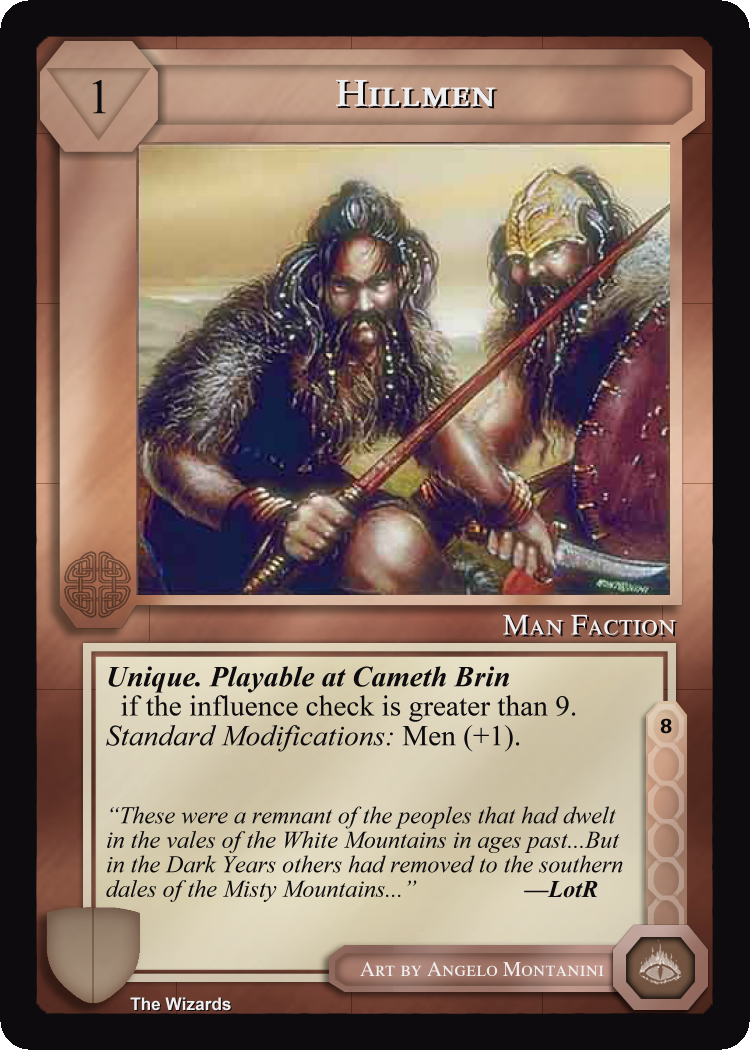 1
Hillmen
Man Faction
Unique. Playable at Cameth Brin
if the influence check is greater than 9.
Standard Modifications: Men (+1).
8
“These were a remnant of the peoples that had dwelt
in the vales of the White Mountains in ages past...But
in the Dark Years others had removed to the southern
dales of the Misty Mountains...” —LotR
Art by Angelo Montanini
The Wizards